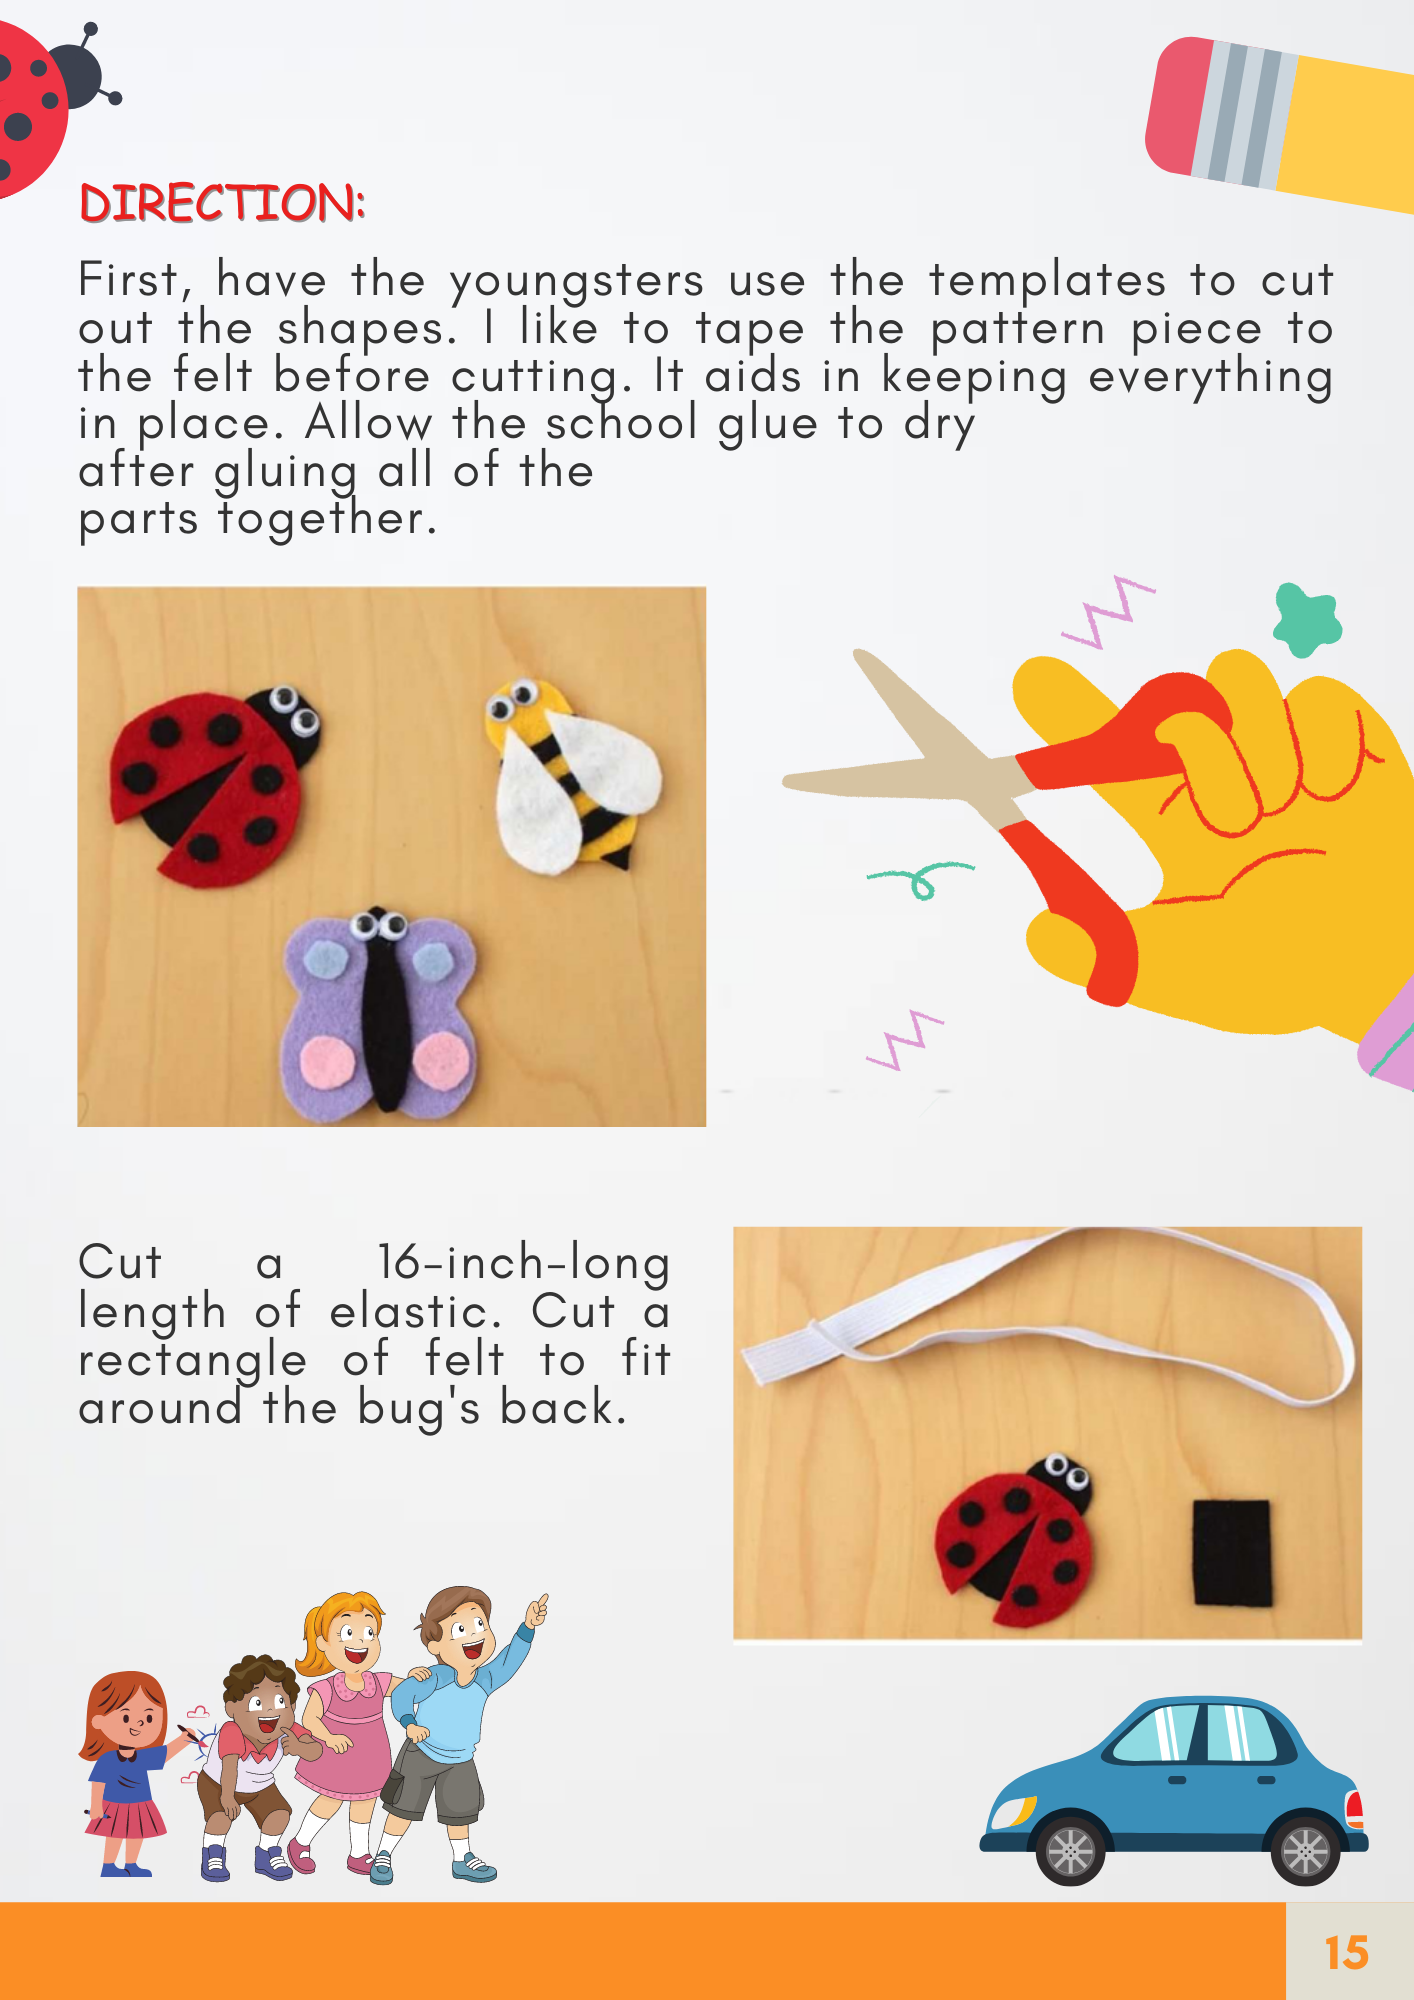 DIRECTION:
First, have the youngsters use the templates to cut
out the shapes. I like to tape the pattern piece to
the felt before cutting. It aids in keeping everything
in place. Allow the school glue to dry
after gluing all of the
parts together.
Cut a 16-inch-long
length of elastic. Cut a
rectangle of felt to fit
around the bug's back.
15